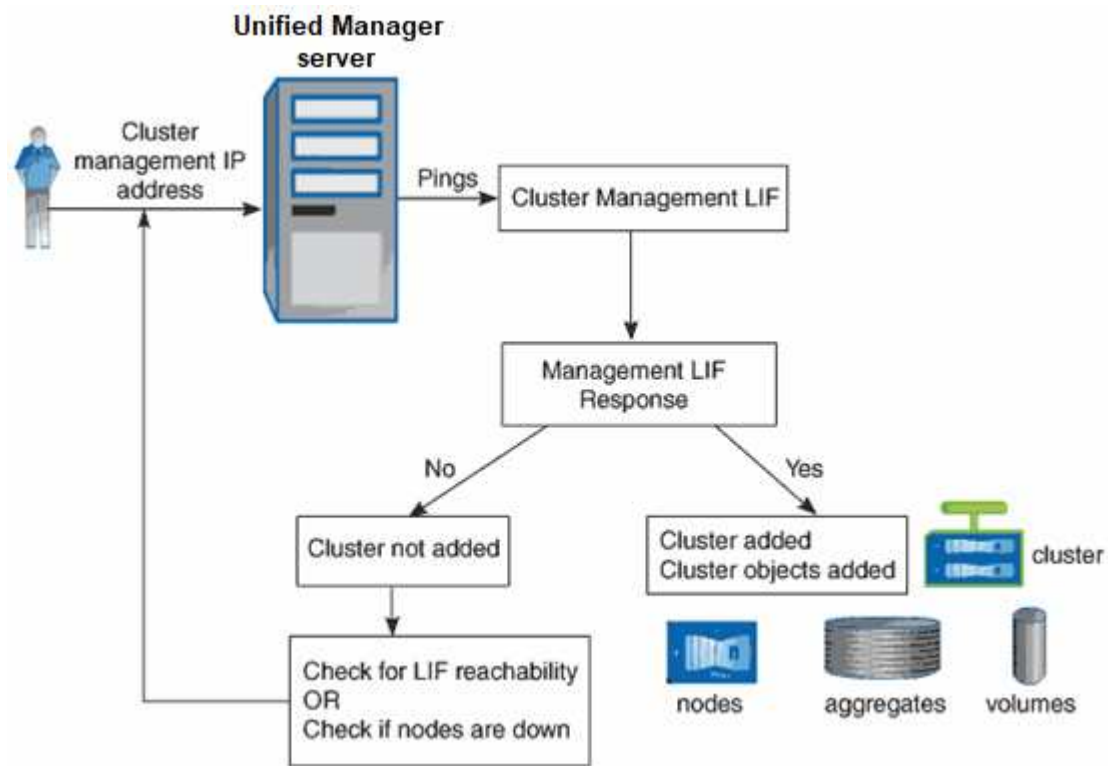 Unified Manager
server
Cluster
management IP
address
Pings
Cluster Management LIF
Management LIF
Response
No
Yes
Cluster not added
Cluster added
Cluster objects added
cluster
Check for LIF reachability
OR
Check if nodes are down
nodes
aggregates
volumes